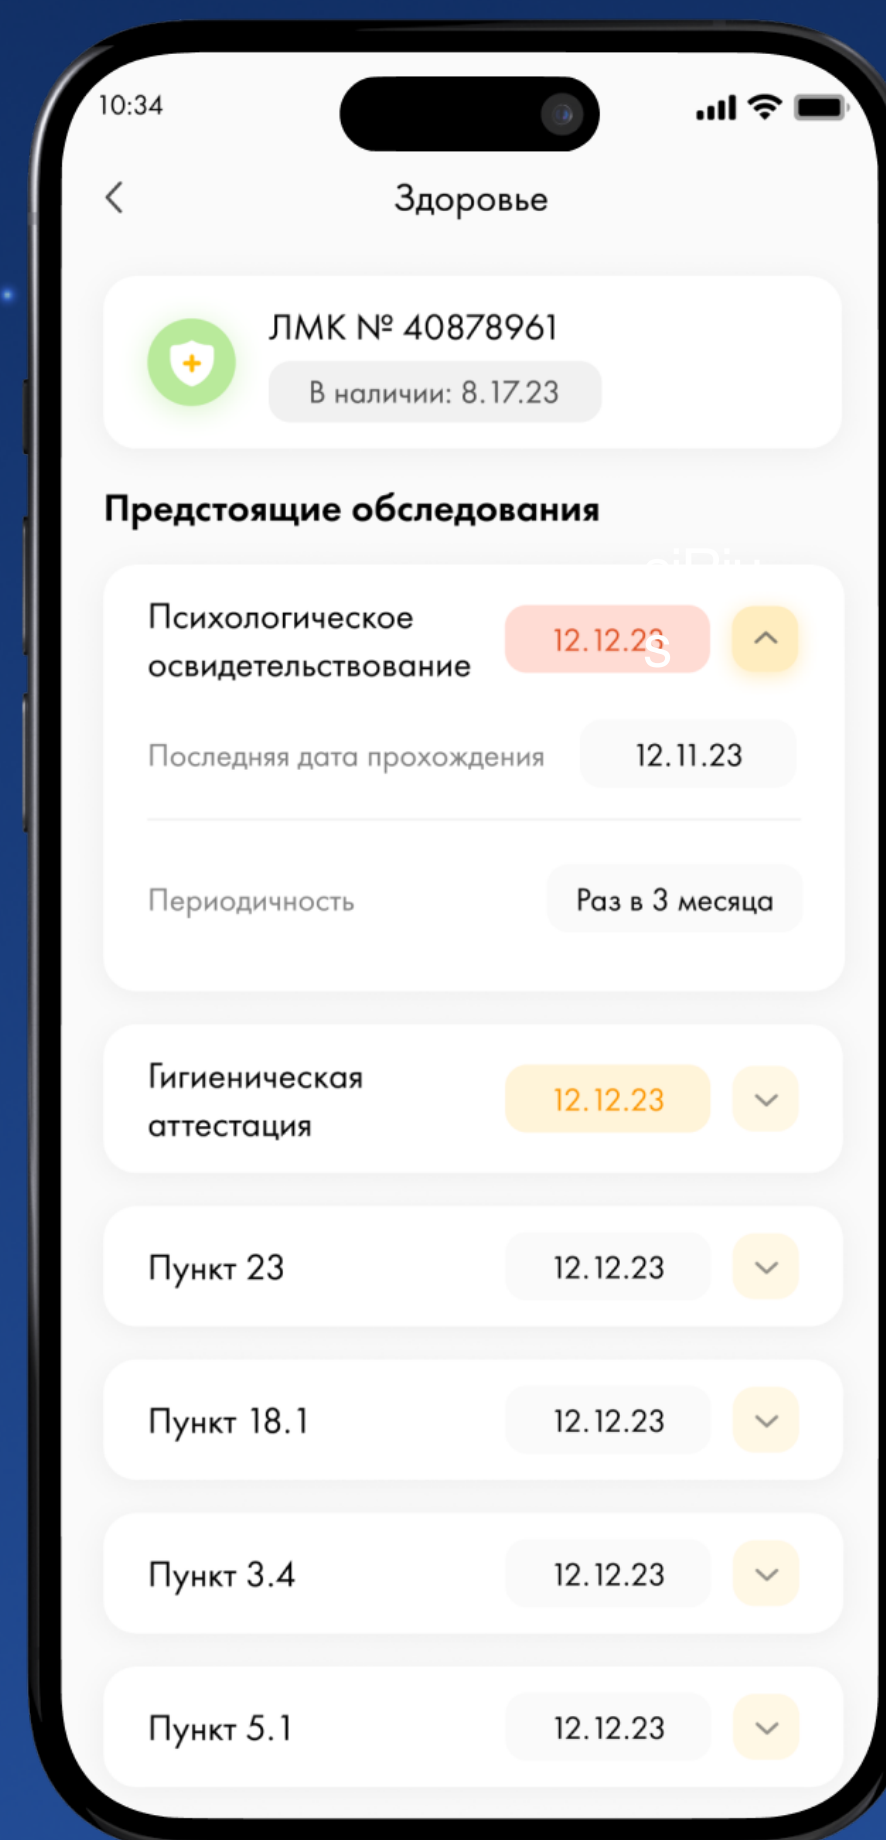 10:34
Здоровье
ЛМК № 40878961
В наличии: 8.17.23
Предстоящие обследования
Психологическое
освидетельствование
12.12.23
Последняя дата прохождения
12.11.23
Периодичность
Раз в 3 месяца
Гигиеническая
аттестация
12.12.23
Пункт 23
12.12.23
Пункт 18.1
12.12.23
Пункт 3.4
12.12.23
Пункт 5.1
12.12.23